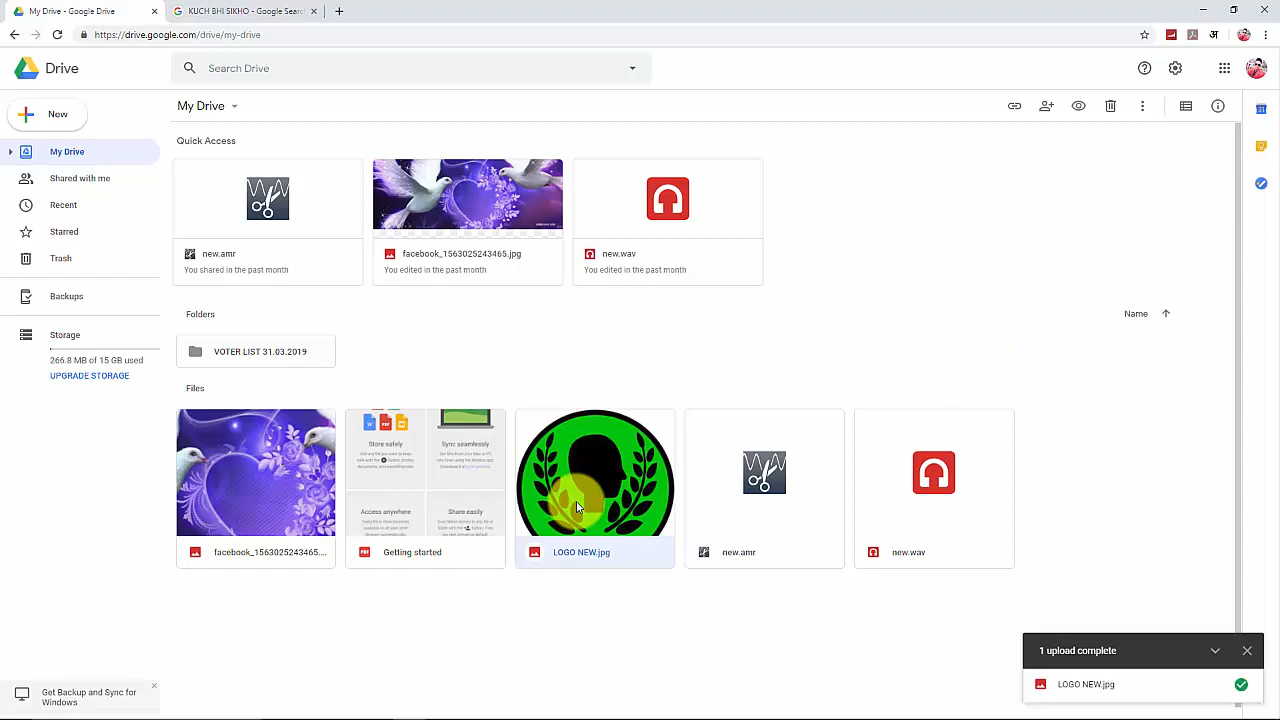 My Drive - Google Drive
KUCH BHI SIKHO - Google Searc
https://drive.google.com/drive/my-drive
अ
Drive
Search Drive
New
My Drive
My Drive
Shared with me
Recent
Starred
Trash
Backups
Storage
266.8 MB of 15 GB used
UPGRADE STORAGE
Quick Access
new.amr
You shared in the past month
facebook_1563025243465.jpg
You edited in the past month
new.wav
You edited in the past month
Folders
Name
VOTER LIST 31.03.2019
Files
Store safely
Sync seamlessly
Access anywhere
Share easily
facebook_1563025243465....
PDF
Getting started
LOGO NEW.jpg
new.amr
new.wav
31
1 upload complete
LOGO NEW.jpg
Get Backup and Sync for
Windows